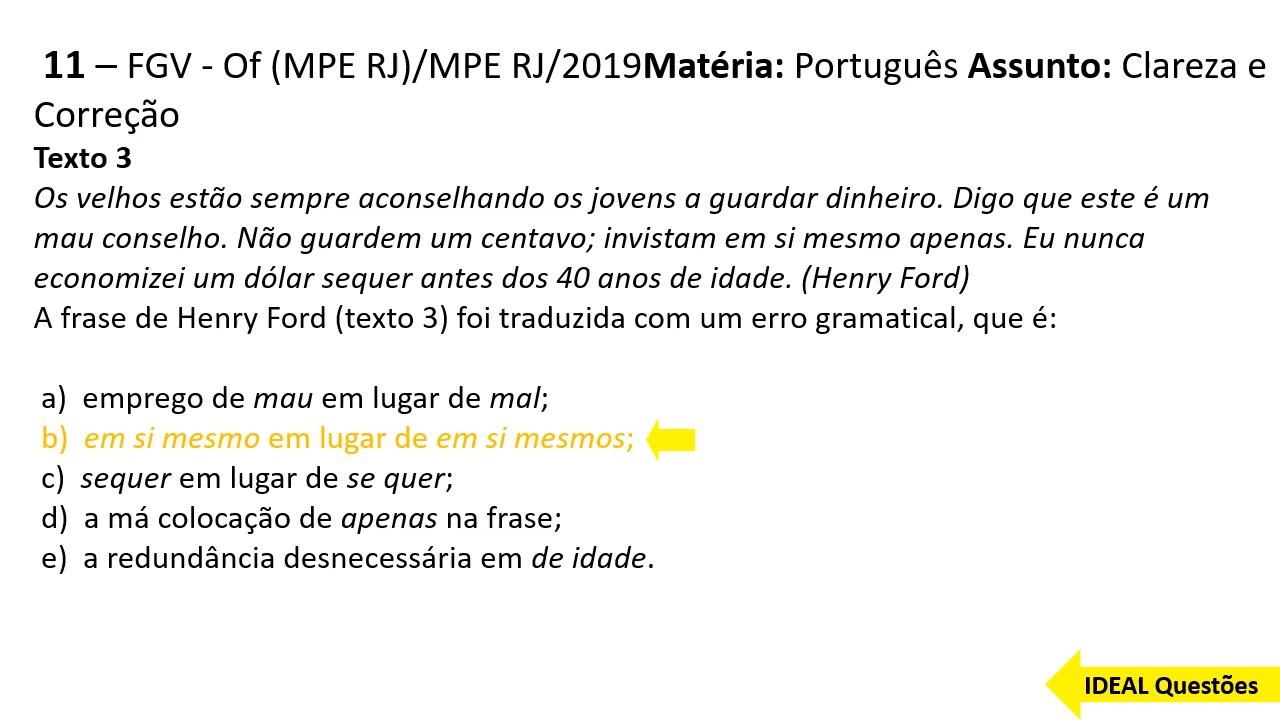 11 – FGV - Of (MPE RJ)/MPE RJ/2019Matéria: Português Assunto: Clareza e
Correção
Texto 3
Os velhos estão sempre aconselhando os jovens a guardar dinheiro. Digo que este é um
mau conselho. Não guardem um centavo; invistam em si mesmo apenas. Eu nunca
economizei um dólar sequer antes dos 40 anos de idade. (Henry Ford)
A frase de Henry Ford (texto 3) foi traduzida com um erro gramatical, que é:
a) emprego de mau em lugar de mal;
b) em si mesmo em lugar de em si mesmos;
c) sequer em lugar de se quer;
d) a má colocação de apenas na frase;
e) a redundância desnecessária em de idade.
IDEAL Questões